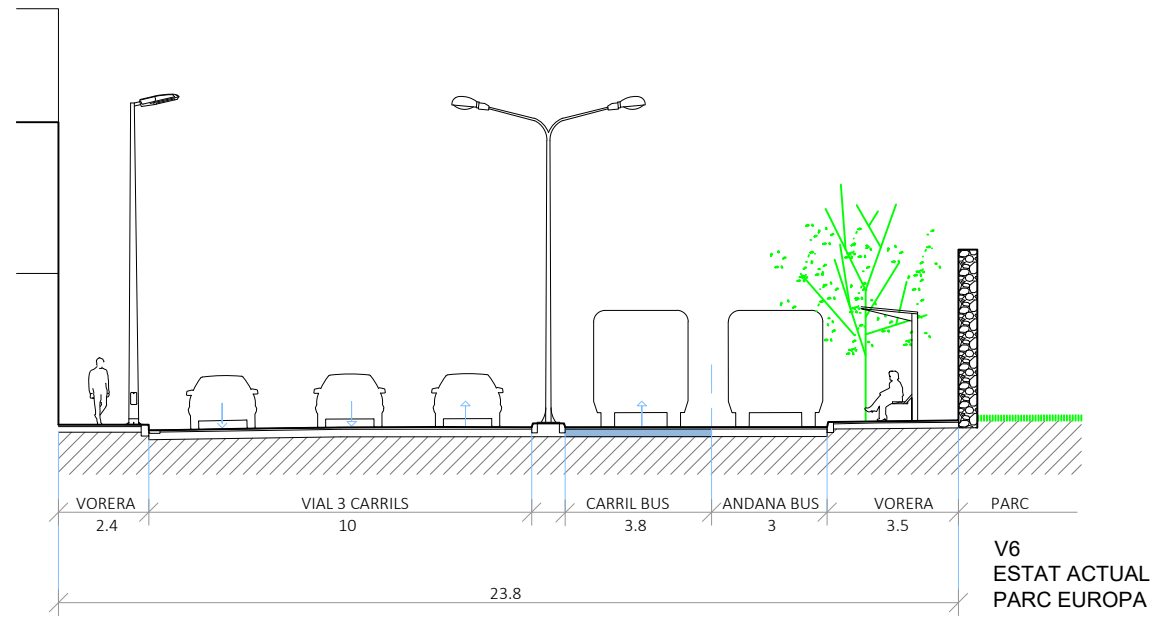 VORERA VIAL 3 CARRILS CARRIL BUS ANDANA BUS VORERA PARC
2.4 10 3.8 3 3.5
23.8
V6
ESTAT ACTUAL
PARC EUROPA